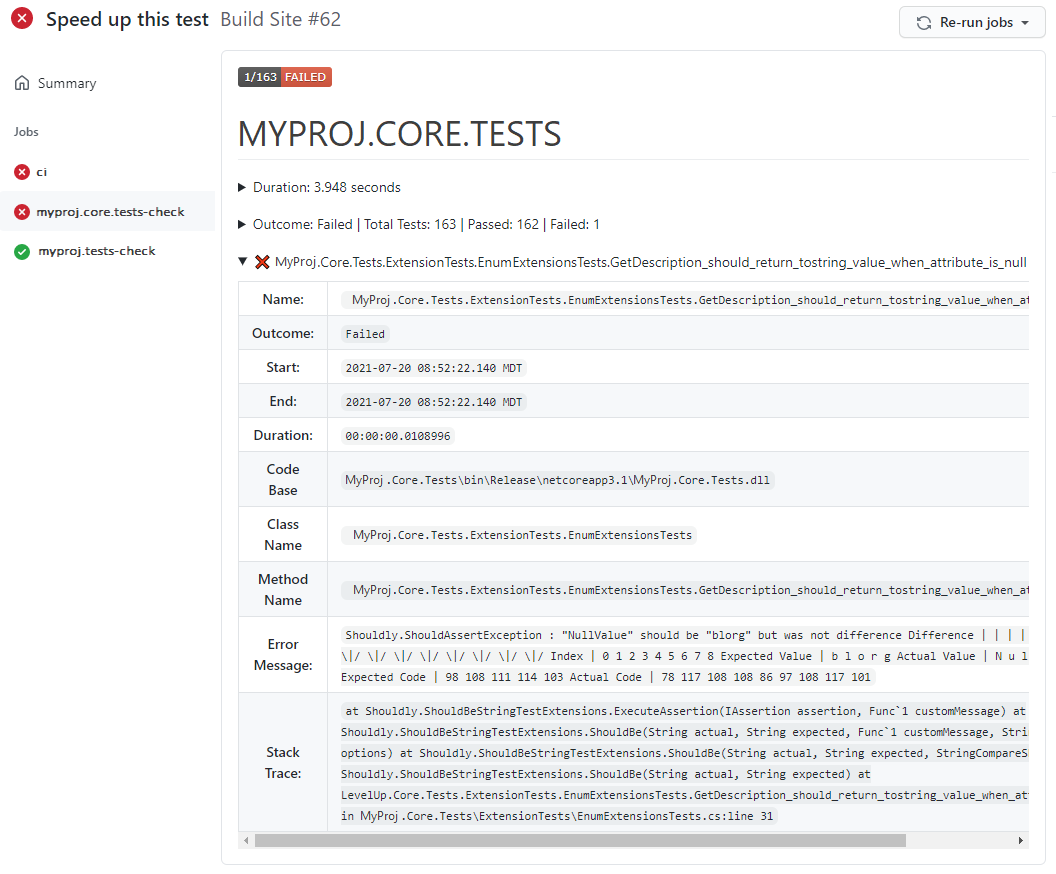 Speed up this test Build Site #62
Re-run jobs
Summary
Jobs
ci
myproj.core.tests-check
myproj.tests-check
1/163 FAILED
MYPROJ.CORE.TESTS
Duration: 3.948 seconds
Outcome: Failed | Total Tests: 163 | Passed: 162 | Failed: 1
MyProj.Core.Tests.ExtensionTests.EnumExtensionsTests.GetDescription_should_return_tostring_value_when_attribute_is_null
Name: MyProj.Core.Tests.ExtensionTests.EnumExtensionsTests.GetDescription_should_return_tostring_value_when_at
Outcome: Failed
Start: 2021-07-20 08:52:22.140 MDT
End: 2021-07-20 08:52:22.140 MDT
Duration: 00:00:00.0108996
Code
Base
MyProj.Core.Tests\bin\Release\netcoreapp3.1\MyProj.Core.Tests.dll
Class
Name
MyProj.Core.Tests.ExtensionTests.EnumExtensionsTests
Method
Name
MyProj.Core.Tests.ExtensionTests.EnumExtensionsTests.GetDescription_should_return_tostring_value_when_at
Error
Message:
Shouldly.ShouldAssertException : "NullValue" should be "blorg" but was not difference Difference | | | |
\|/ \|/ \|/ \|/ \|/ \|/ \|/ \|/ Index | 0 1 2 3 4 5 6 7 8 Expected Value | b l o r g Actual Value | N u l
Expected Code | 98 108 111 114 103 Actual Code | 78 117 108 108 86 97 108 117 101
Stack
Trace:
at Shouldly.ShouldBeStringTestExtensions.ExecuteAssertion(IAssertion assertion, Func`1 customMessage) at
Shouldly.ShouldBeStringTestExtensions.ShouldBe(String actual, String expected, Func`1 customMessage, Stri
options) at Shouldly.ShouldBeStringTestExtensions.ShouldBe(String actual, String expected, StringCompareS
Shouldly.ShouldBeStringTestExtensions.ShouldBe(String actual, String expected) at
LevelUp.Core.Tests.ExtensionTests.EnumExtensionsTests.GetDescription_should_return_tostring_value_when_at
in MyProj.Core.Tests\ExtensionTests\EnumExtensionsTests.cs:line 31